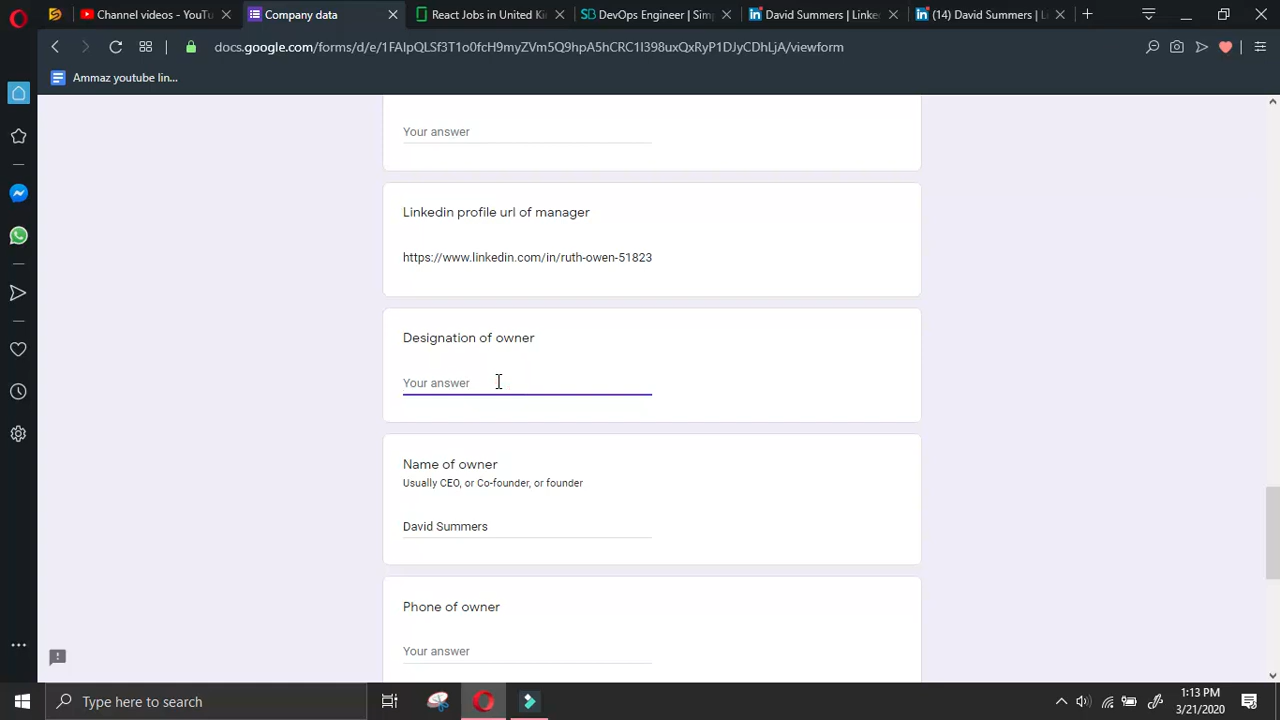 Channel videos - YouTu
Company data
React Jobs in United Ki
DevOps Engineer | Simp
David Summers | Linke
(14) David Summers | L
docs.google.com/forms/d/e/1FAIpQLSf3T1o0fcH9myZVm5Q9hpA5hCRC1I398uxQxRyP1DJyCDhLjA/viewform
Ammaz youtube lin...
Your answer
Linkedin profile url of manager
https://www.linkedin.com/in/ruth-owen-51823
Designation of owner
Your answer
Name of owner
Usually CEO, or Co-founder, or founder
David Summers
Phone of owner
Your answer
Type here to search
1:13 PM
3/21/2020